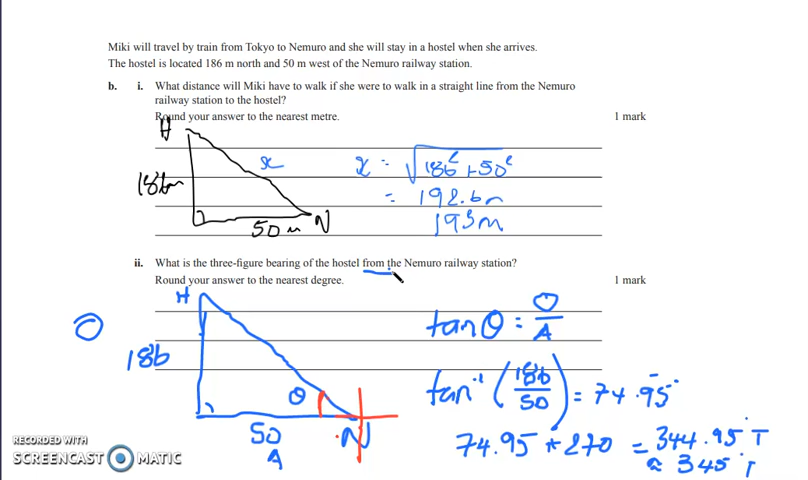 Miki will travel by train from Tokyo to Nemuro and she will stay in a hostel when she arrives.
The hostel is located 186 m north and 50 m west of the Nemuro railway station.
b. i. What distance will Miki have to walk if she were to walk in a straight line from the Nemuro
railway station to the hostel?
Round your answer to the nearest metre. 1 mark
H
x
x = √186² + 50²
186m
= 192.6m
50 m N
193m
ii. What is the three-figure bearing of the hostel from the Nemuro railway station?
Round your answer to the nearest degree. 1 mark
H
O
tanθ = O/A
186
θ
tan⁻¹ (186/50) = 74.95°
50 N
A
74.95 + 270 = 344.95° T
≈ 345° T
RECORDED WITH
SCREENCAST MATIC